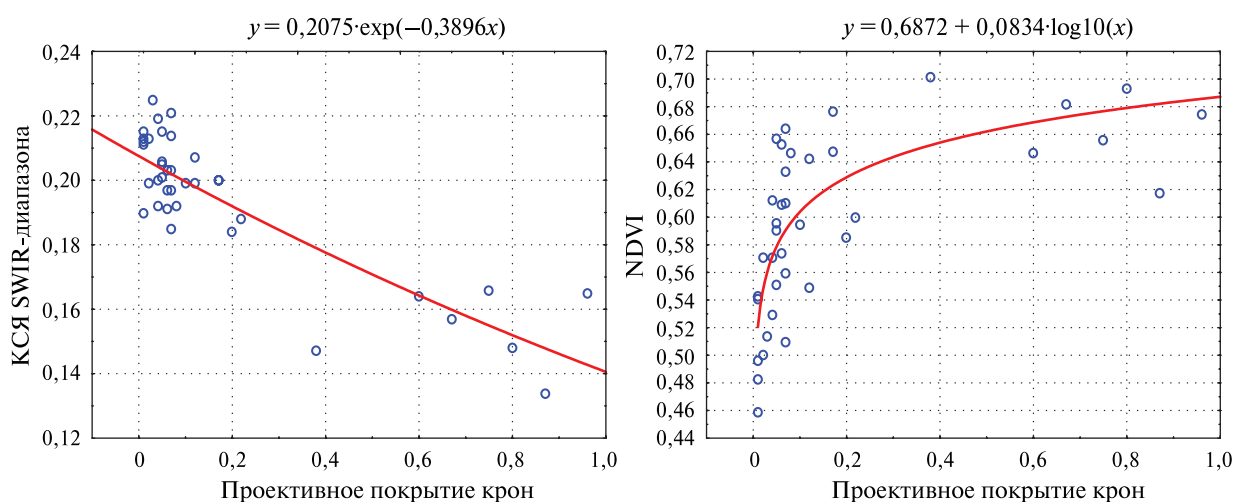 y = 0,2075·exp(−0,3896x)
0,24
0,22
0,20
0,18
0,16
0,14
0,12
КСЯ SWIR-диапазона
0 0,2 0,4 0,6 0,8 1,0
Проективное покрытие крон
y = 0,6872 + 0,0834·log10(x)
0,72
0,70
0,68
0,66
0,64
0,62
0,60
0,58
0,56
0,54
0,52
0,50
0,48
0,46
0,44
NDVI
0 0,2 0,4 0,6 0,8 1,0
Проективное покрытие крон